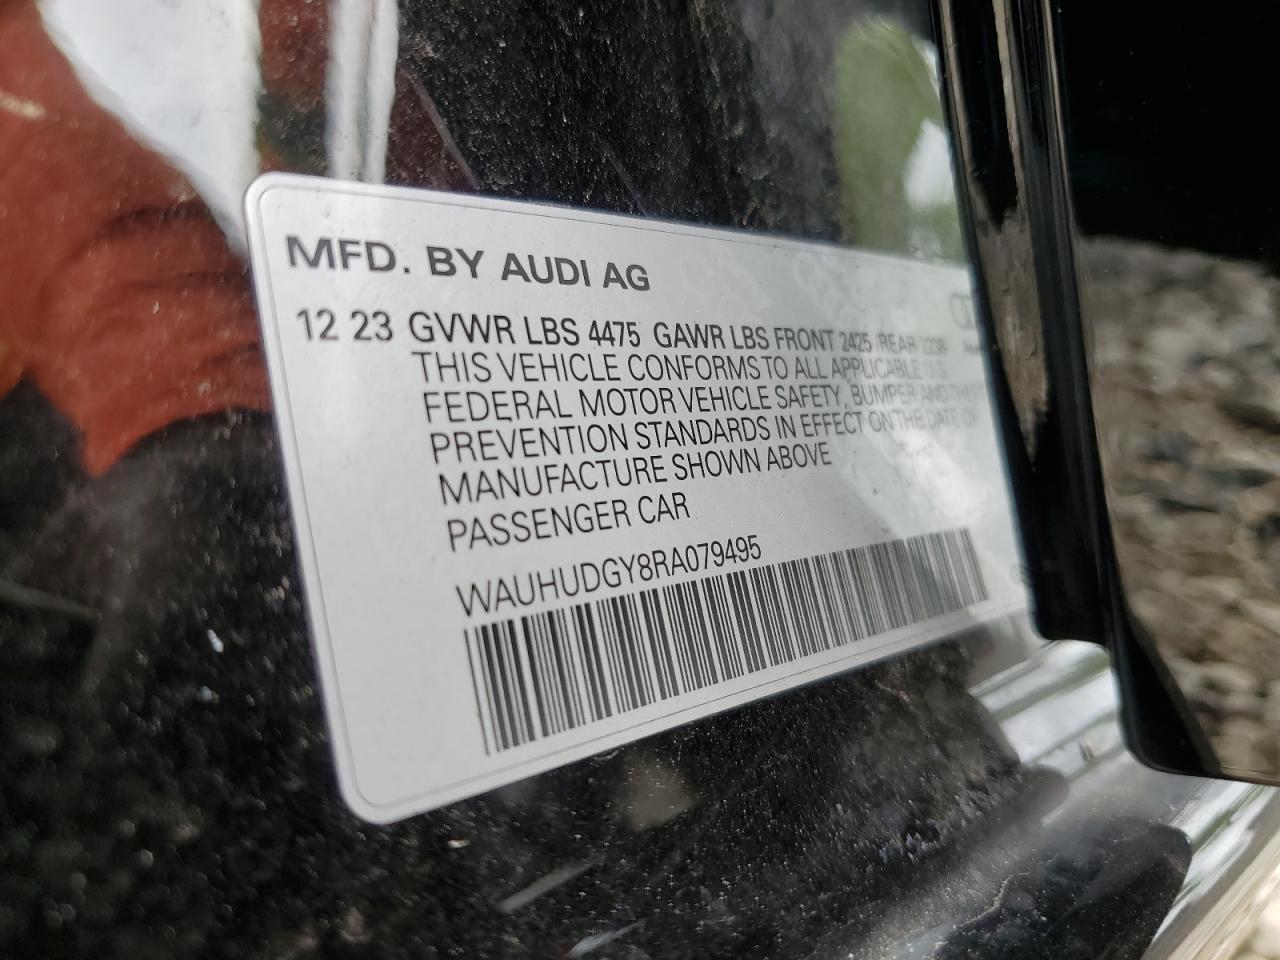 MFD. BY AUDI AG
12 23 GVWR LBS 4475 GAWR LBS FRONT 2425 /REAR
THIS VEHICLE CONFORMS TO ALL APPLICABLE U.S.
FEDERAL MOTOR VEHICLE SAFETY, BUMPER AND THEFT
PREVENTION STANDARDS IN EFFECT ON THE DATE OF
MANUFACTURE SHOWN ABOVE
PASSENGER CAR
WAUHUDGY8RA079495